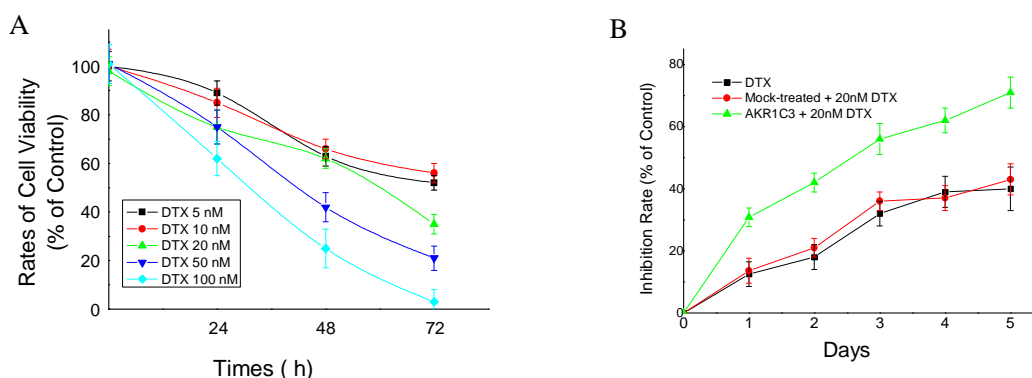 A
Rates of Cell Viability
(% of Control)
100
80
60
40
20
0
DTX 5 nM
DTX 10 nM
DTX 20 nM
DTX 50 nM
DTX 100 nM
24
48
72
Times ( h)
B
Inhibition Rate (% of Control)
80
60
40
20
0
DTX
Mock-treated + 20nM DTX
AKR1C3 + 20nM DTX
0
1
2
3
4
5
Days